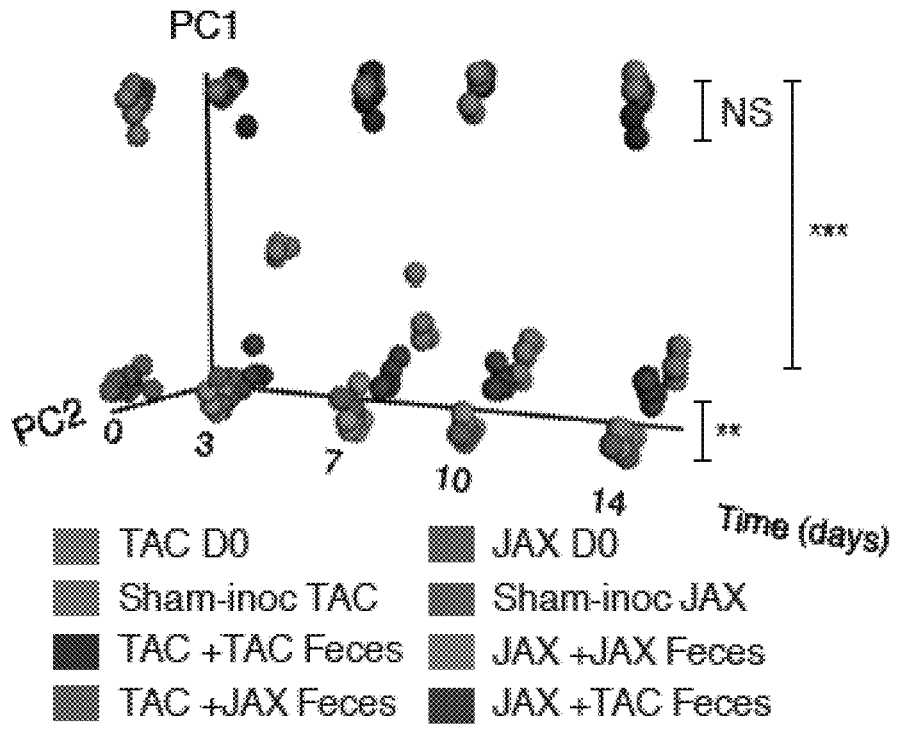 PC1
NS
***
PC2
0
3
7
10
14
**
Time (days)
TAC D0
JAX D0
Sham-inoc TAC
Sham-inoc JAX
TAC +TAC Feces
JAX +JAX Feces
TAC +JAX Feces
JAX +TAC Feces